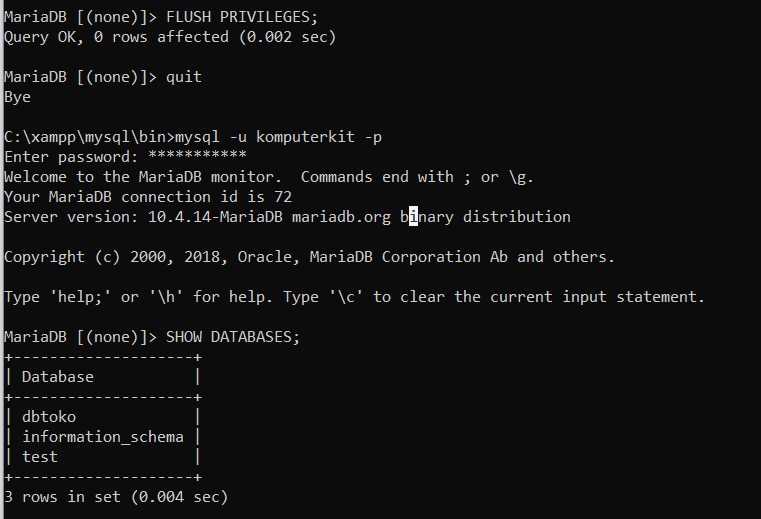 MariaDB [(none)]> FLUSH PRIVILEGES;
Query OK, 0 rows affected (0.002 sec)
MariaDB [(none)]> quit
Bye
C:\xampp\mysql\bin>mysql -u komputerkit -p
Enter password: ***********
Welcome to the MariaDB monitor.  Commands end with ; or \g.
Your MariaDB connection id is 72
Server version: 10.4.14-MariaDB mariadb.org binary distribution
Copyright (c) 2000, 2018, Oracle, MariaDB Corporation Ab and others.
Type 'help;' or '\h' for help. Type '\c' to clear the current input statement.
MariaDB [(none)]> SHOW DATABASES;
+--------------------+
| Database           |
+--------------------+
| dbtoko             |
| information_schema |
| test               |
+--------------------+
3 rows in set (0.004 sec)